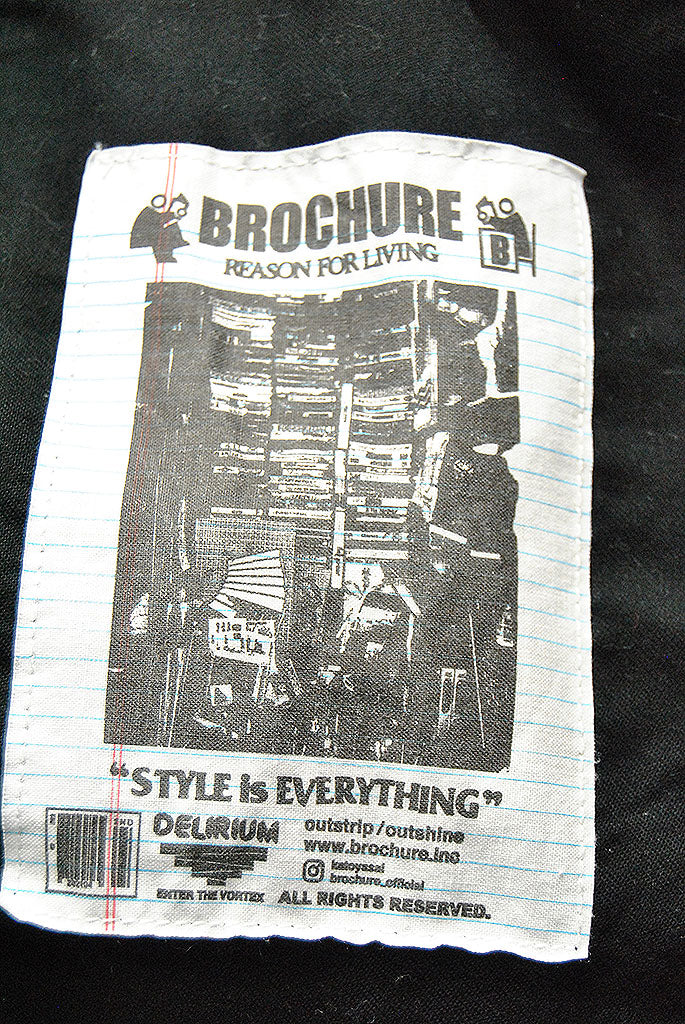 BROCHURE
REASON FOR LIVING
B
"STYLE is EVERYTHING"
DELIRIUM
ENTER THE VORTEX
outstrip/outshine
www.brochure.inc
katoyssal
brochure_official
ALL RIGHTS RESERVED.